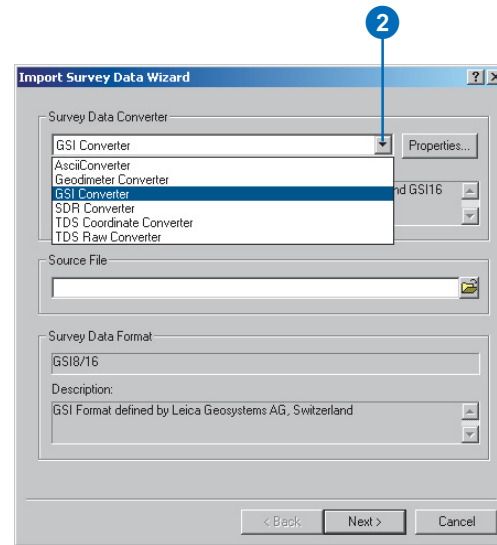 2
Import Survey Data Wizard
Survey Data Converter
GSI Converter
Properties...
AsciiConverter
Geodimeter Converter
GSI Converter
SDR Converter
TDS Coordinate Converter
TDS Raw Converter
nd GSI16
Source File
Survey Data Format
GSI8/16
Description:
GSI Format defined by Leica Geosystems AG, Switzerland
< Back
Next >
Cancel